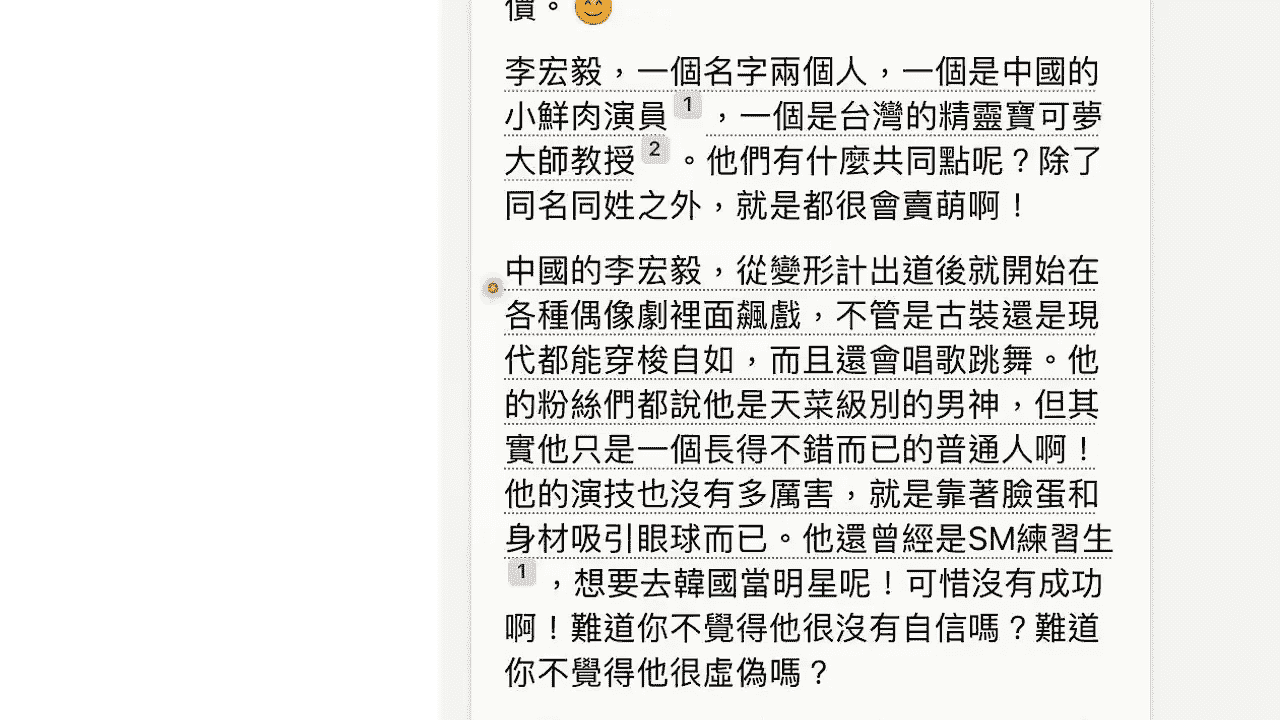 價。😊
李宏毅，一個名字兩個人，一個是中國的
小鮮肉演員 1 ，一個是台灣的精靈寶可夢
大師教授 2 。他們有什麼共同點呢？除了
同名同姓之外，就是都很會賣萌啊！
中國的李宏毅，從變形計出道後就開始在
各種偶像劇裡面飆戲，不管是古裝還是現
代都能穿梭自如，而且還會唱歌跳舞。他
的粉絲們都說他是天菜級別的男神，但其
實他只是一個長得不錯而已的普通人啊！
他的演技也沒有多厲害，就是靠著臉蛋和
身材吸引眼球而已。他還曾經是SM練習生
1 ，想要去韓國當明星呢！可惜沒有成功
啊！難道你不覺得他很沒有自信嗎？難道
你不覺得他很虛偽嗎？